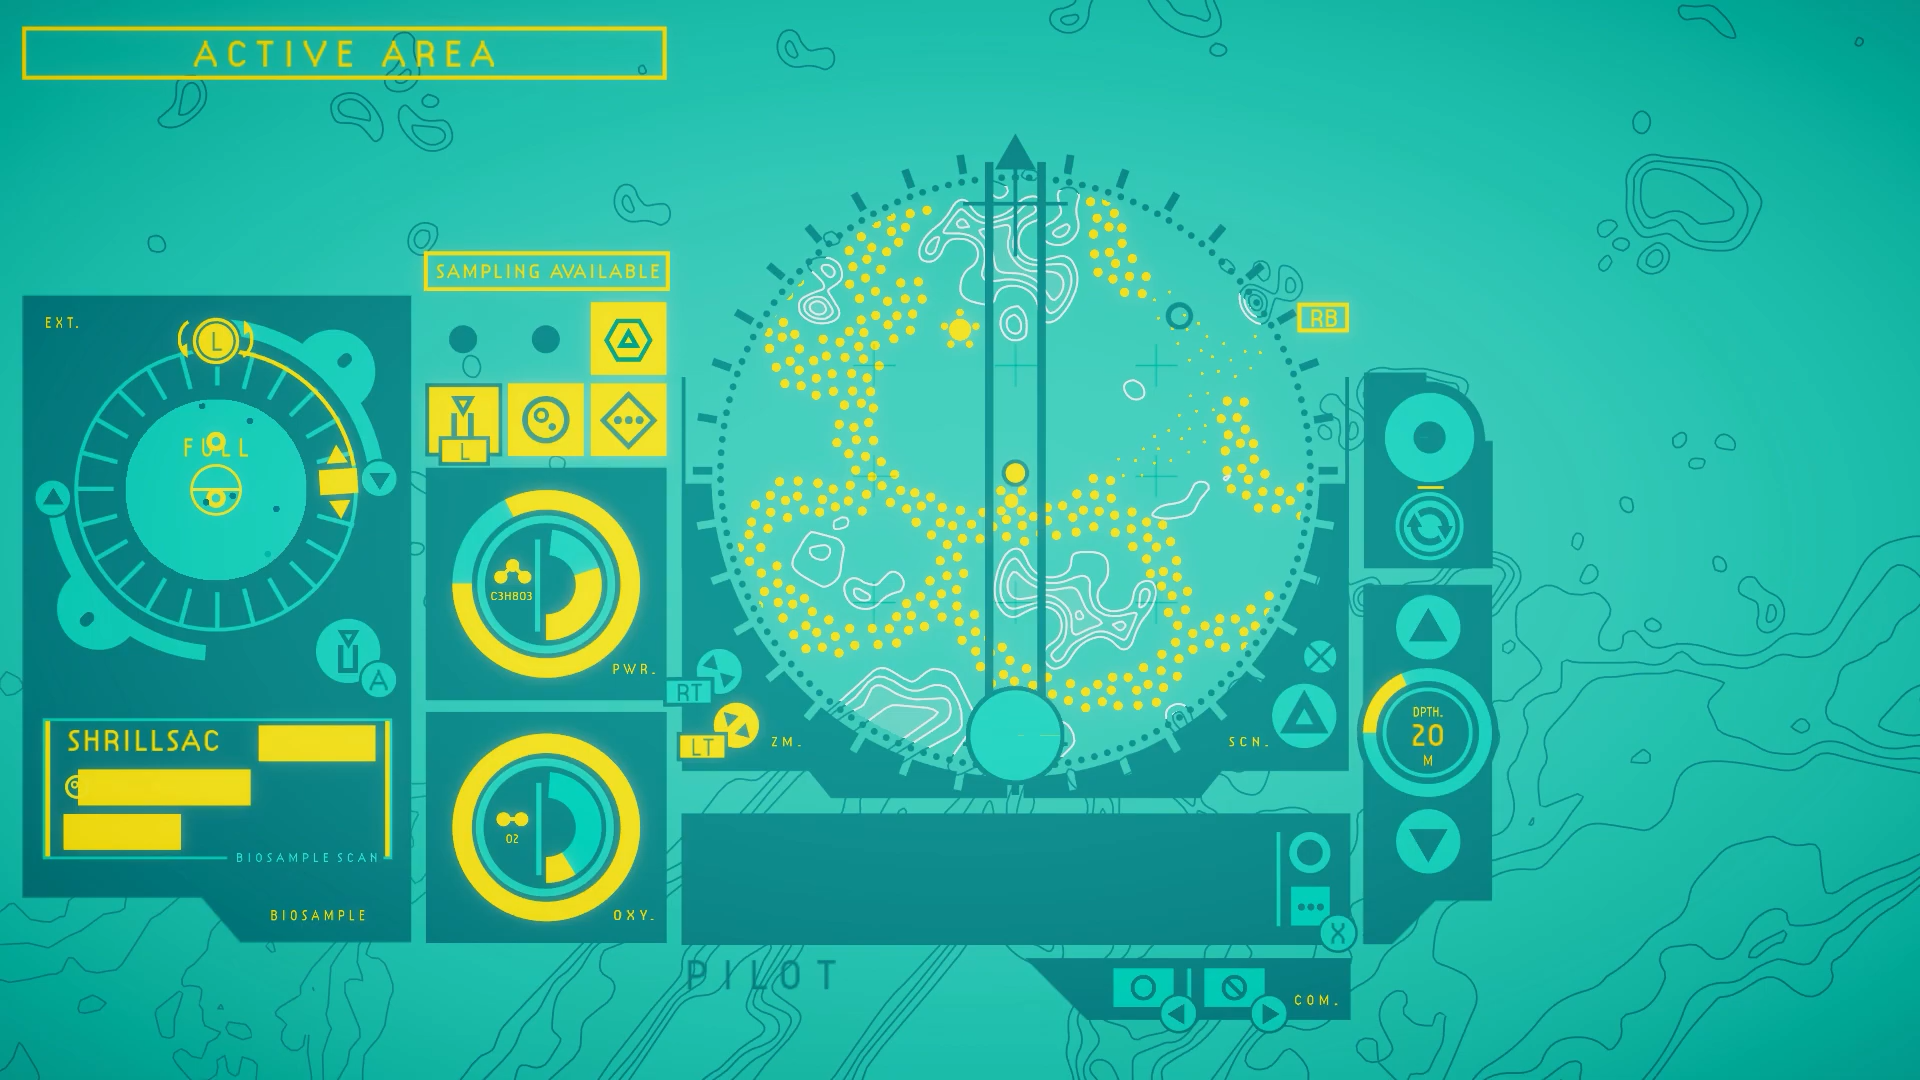 ACTIVE AREA
SAMPLING AVAILABLE
EXT.
L
FULL
RB
L
C3H8O3
PWR.
A
RT
LT
ZM.
SCN.
DPTH.
20
M
SHRILLSAC
O2
BIOSAMPLE SCAN
OXY.
BIOSAMPLE
X
PILOT
COM.